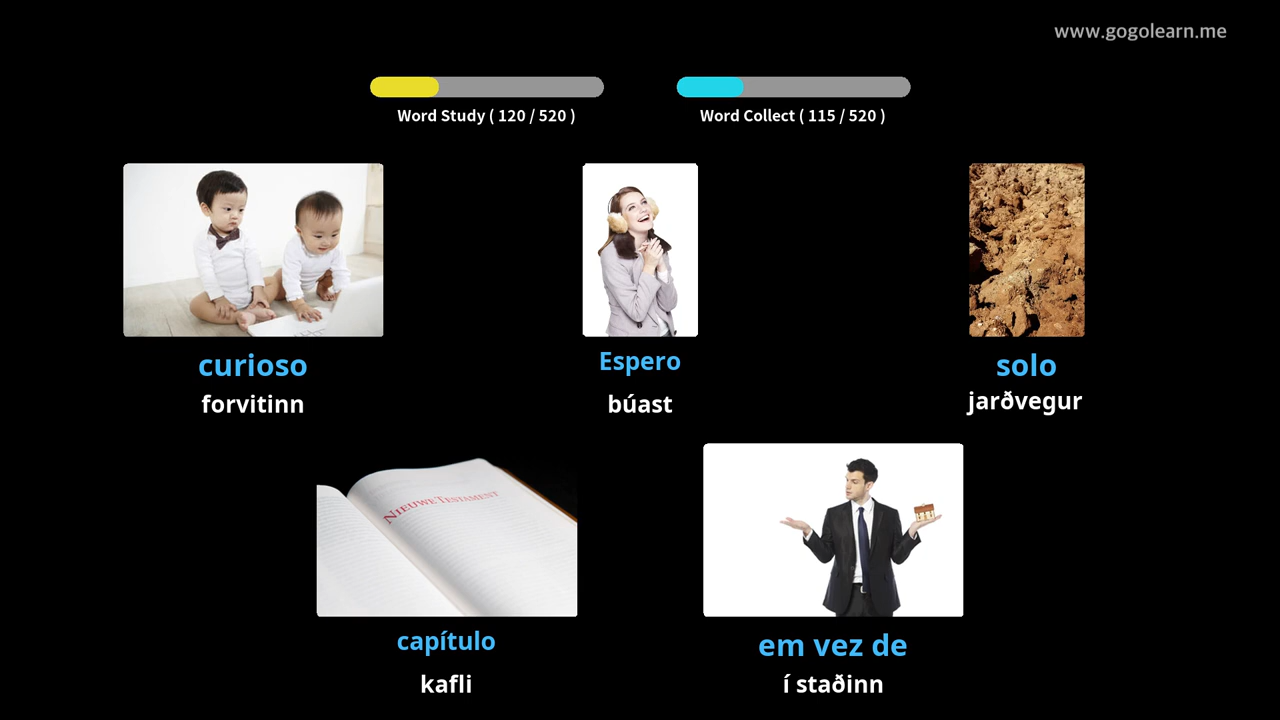 www.gogolearn.me
Word Study ( 120 / 520 )
Word Collect ( 115 / 520 )
curioso
forvitinn
Espero
búast
solo
jarðvegur
NIEUWE TESTAMENT
capítulo
kafli
em vez de
í staðinn